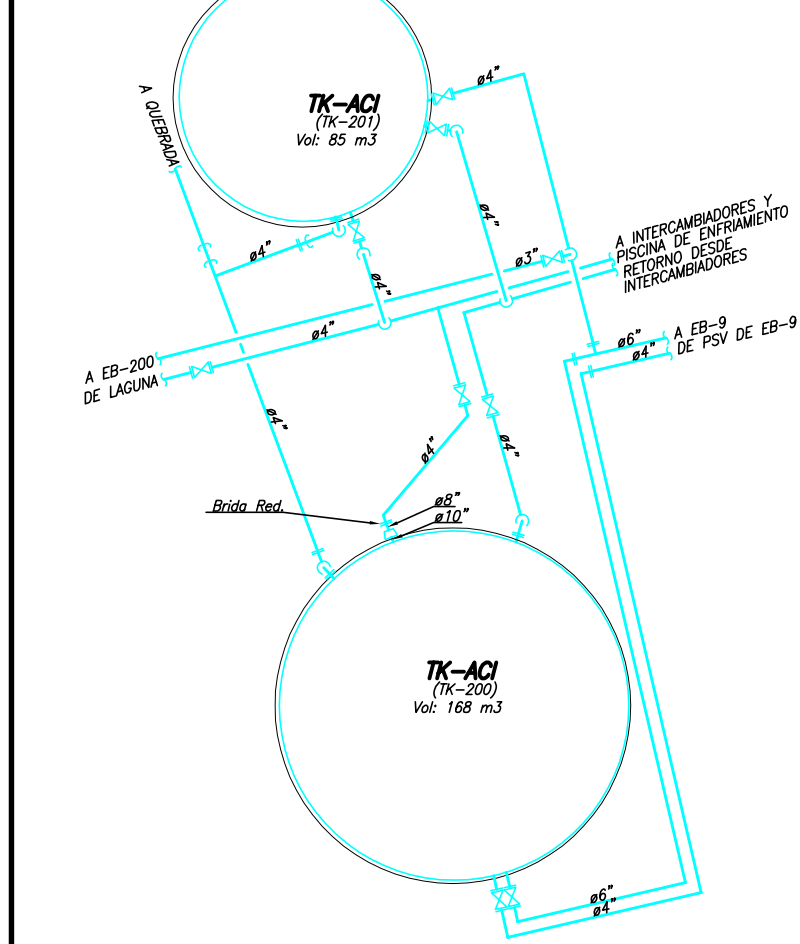 ø4"
TK-ACI
(TK-201)
Vol: 85 m3
A QUEBRADA
ø4"
ø4"
ø4"
ø3"
A INTERCAMBIADORES Y
PISCINA DE ENFRIAMIENTO
RETORNO DESDE
INTERCAMBIADORES
ø4"
ø6"
ø4"
A EB-9
DE PSV DE EB-9
A EB-200
DE LAGUNA
ø4"
ø4"
ø4"
Brida Red.
ø8"
ø10"
TK-ACI
(TK-200)
Vol: 168 m3
ø6"
ø4"